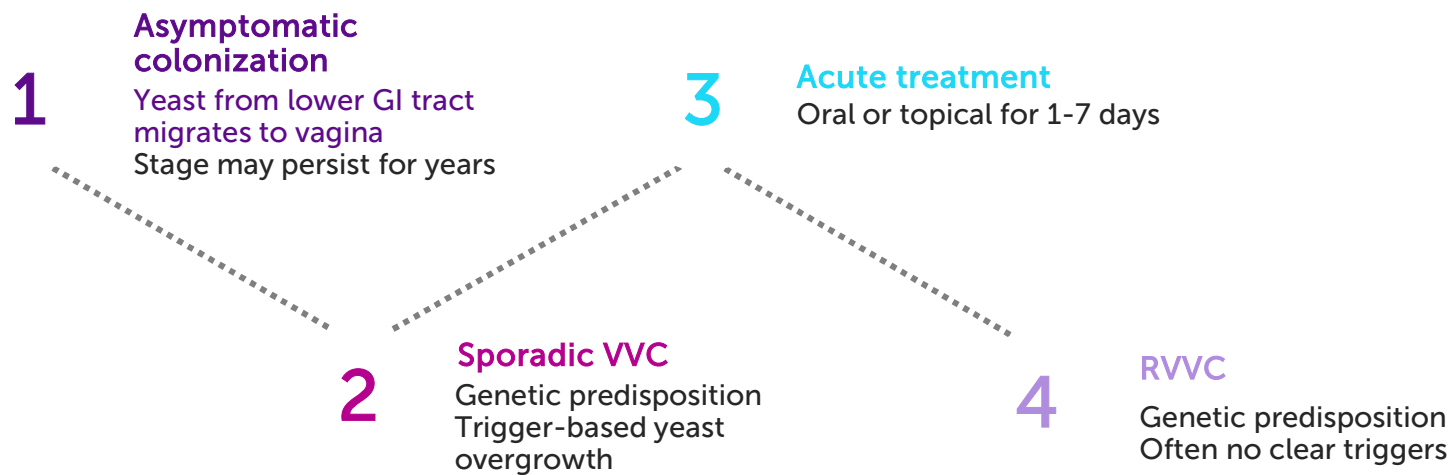 1
Asymptomatic
colonization
Yeast from lower GI tract
migrates to vagina
Stage may persist for years
2
Sporadic VVC
Genetic predisposition
Trigger-based yeast
overgrowth
3
Acute treatment
Oral or topical for 1-7 days
4
RVVC
Genetic predisposition
Often no clear triggers